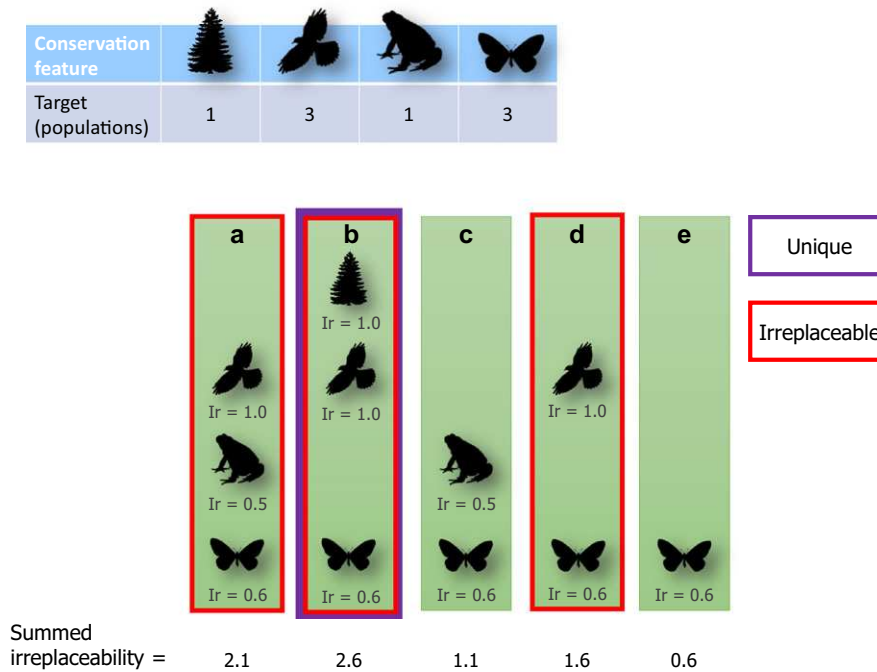 Conservation
feature
Target
(populations)
1 3 1 3
a b c d e
Ir = 1.0
Ir = 1.0 Ir = 1.0 Ir = 1.0
Ir = 0.5 Ir = 0.5
Ir = 0.6 Ir = 0.6 Ir = 0.6 Ir = 0.6 Ir = 0.6
Unique
Irreplaceable
Summed
irreplaceability = 2.1 2.6 1.1 1.6 0.6